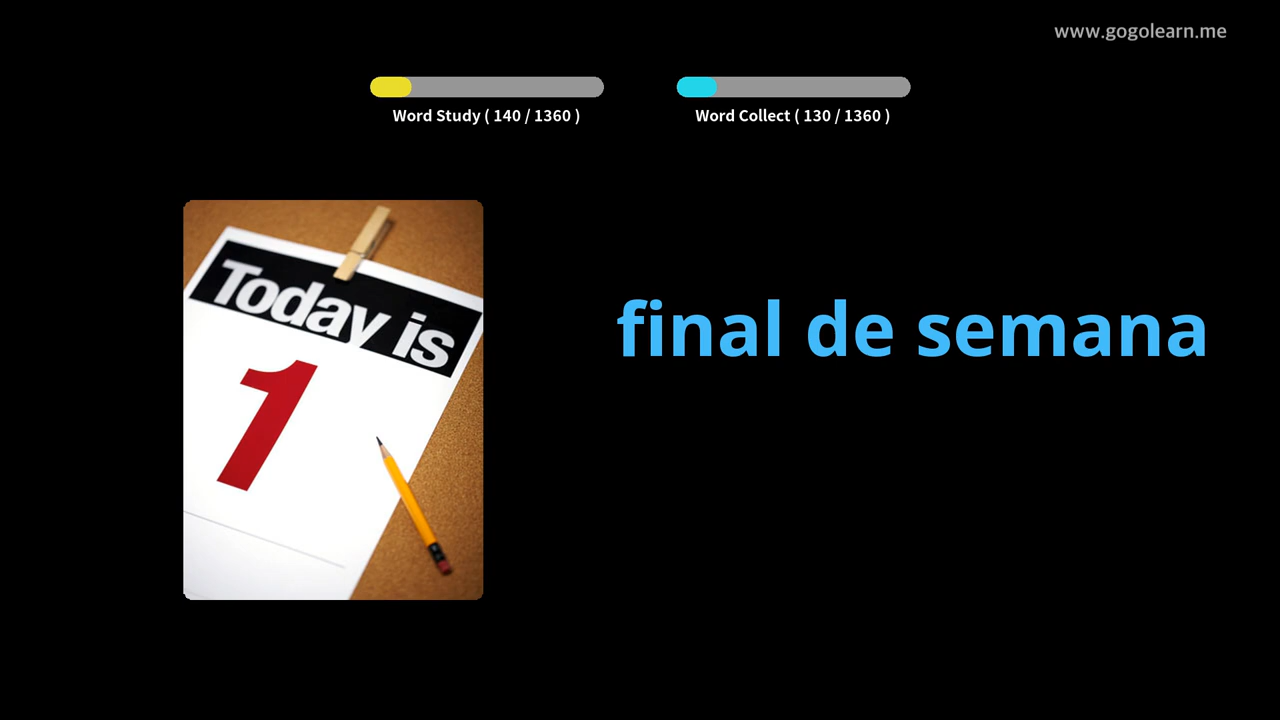 www.gogolearn.me
Word Study ( 140 / 1360 )
Word Collect ( 130 / 1360 )
Today is
1
final de semana